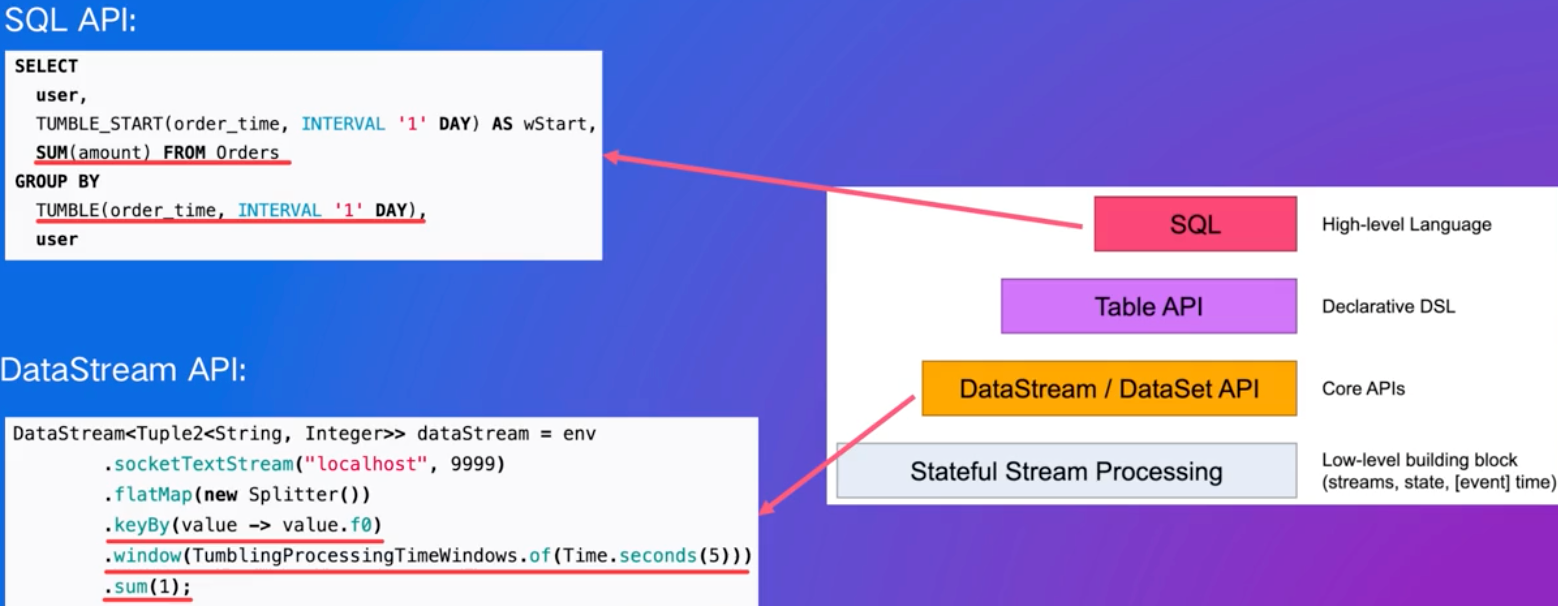 SQL API:
SELECT
user,
TUMBLE_START(order_time, INTERVAL '1' DAY) AS wStart,
SUM(amount) FROM Orders
GROUP BY
TUMBLE(order_time, INTERVAL '1' DAY),
user
DataStream API:
DataStream<Tuple2<String, Integer>> dataStream = env
.socketTextStream("localhost", 9999)
.flatMap(new Splitter())
.keyBy(value -> value.f0)
.window(TumblingProcessingTimeWindows.of(Time.seconds(5)))
.sum(1);
SQL
High-level Language
Table API
Declarative DSL
DataStream / DataSet API
Core APIs
Stateful Stream Processing
Low-level building block
(streams, state, [event] time)